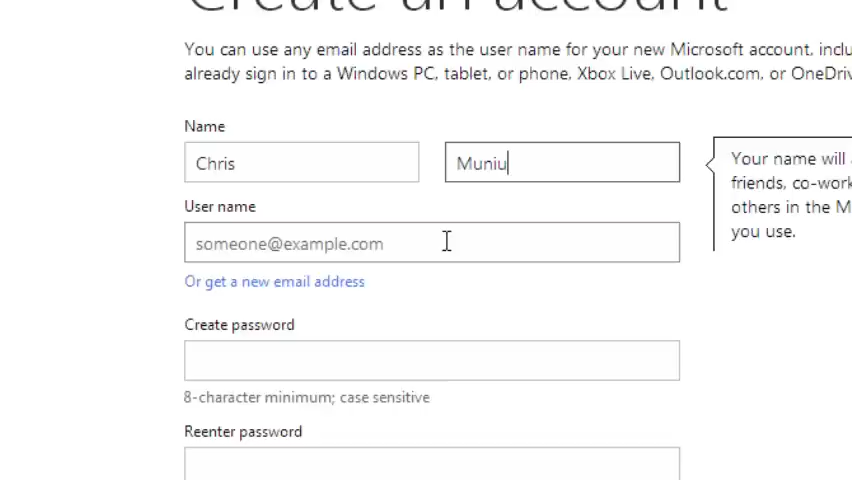 Create an account
You can use any email address as the user name for your new Microsoft account, inclu
already sign in to a Windows PC, tablet, or phone, Xbox Live, Outlook.com, or OneDriv
Name
Chris Muniu
Your name will a
friends, co-work
others in the M
you use.
User name
someone@example.com
Or get a new email address
Create password
8-character minimum; case sensitive
Reenter password